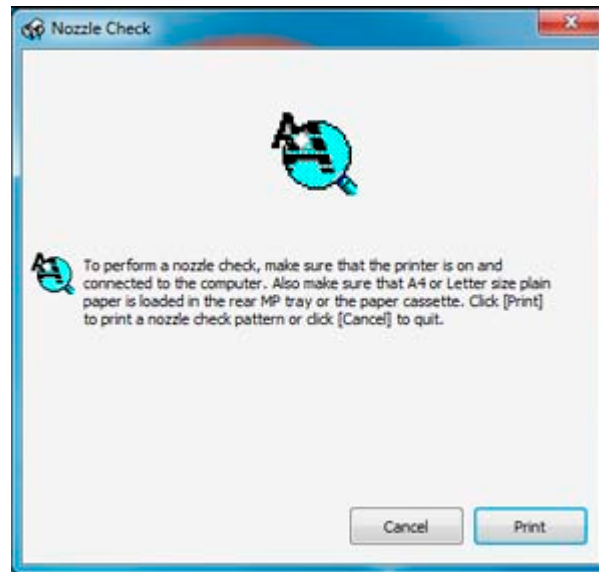 Nozzle Check
To perform a nozzle check, make sure that the printer is on and
connected to the computer. Also make sure that A4 or Letter size plain
paper is loaded in the rear MP tray or the paper cassette. Click [Print]
to print a nozzle check pattern or click [Cancel] to quit.
Cancel Print